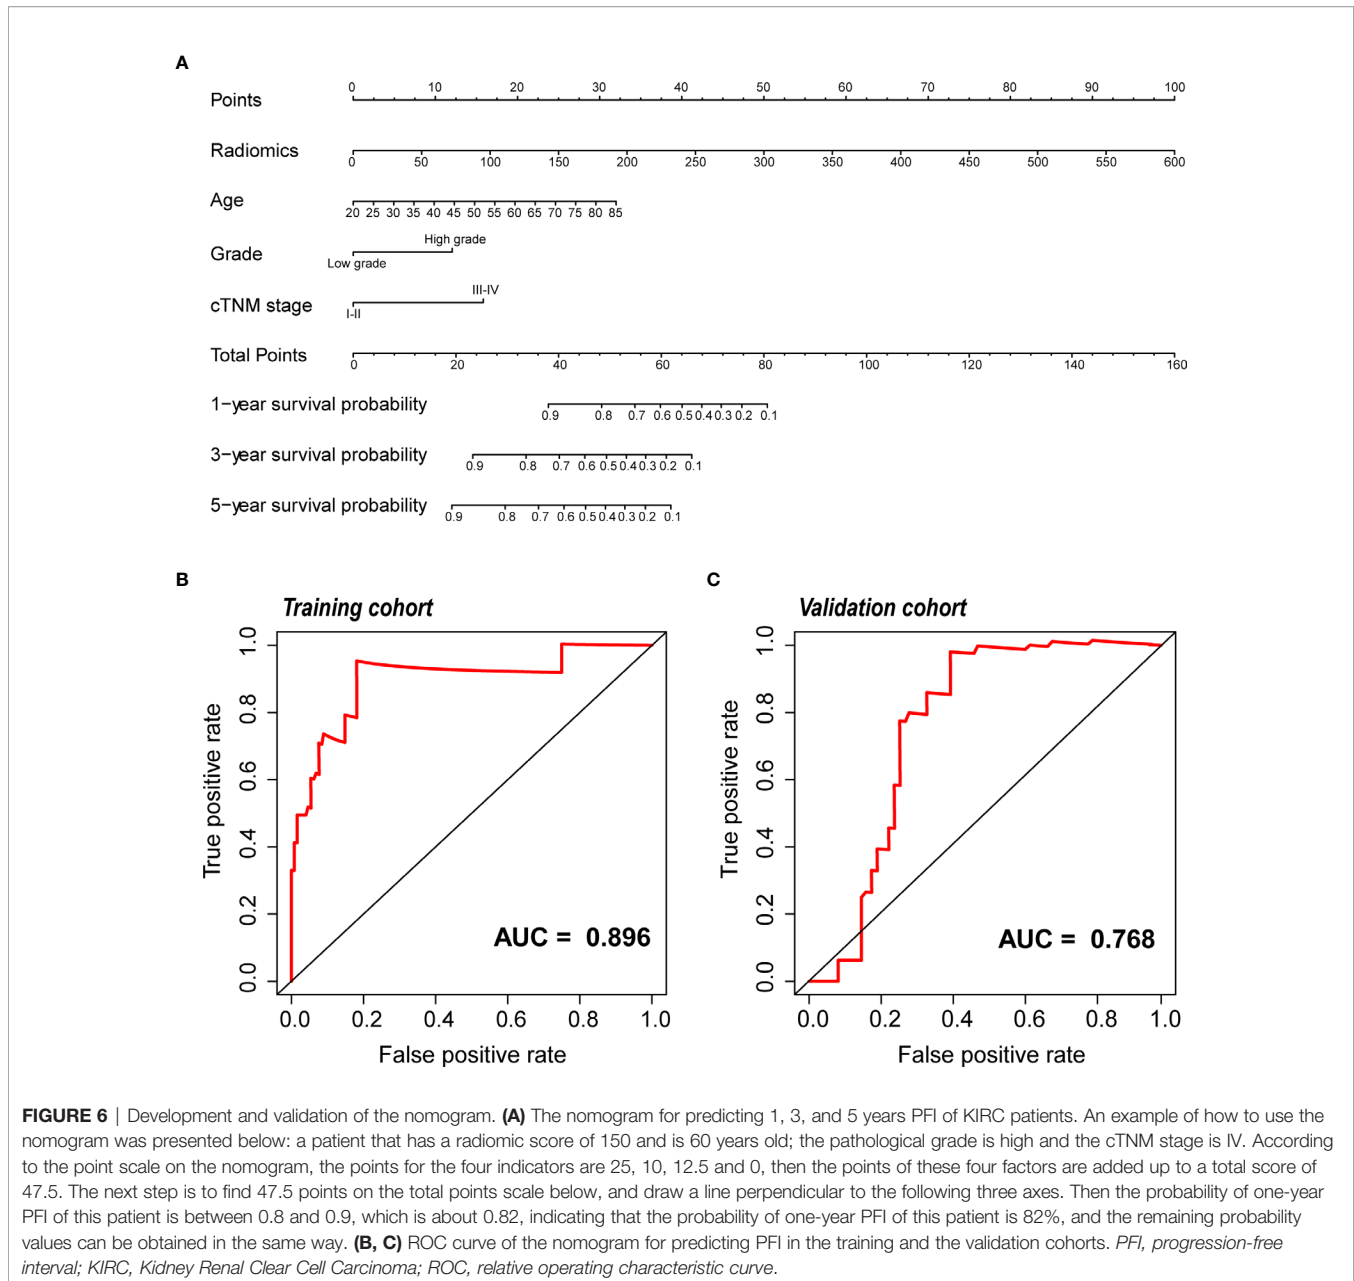 A
Points
0 10 20 30 40 50 60 70 80 90 100
Radiomics
0 50 100 150 200 250 300 350 400 450 500 550 600
Age
20 25 30 35 40 45 50 55 60 65 70 75 80 85
High grade
Grade
Low grade
III-IV
cTNM stage
I-II
Total Points
0 20 40 60 80 100 120 140 160
1-year survival probability
0.9 0.8 0.7 0.6 0.5 0.4 0.3 0.2 0.1
3-year survival probability
0.9 0.8 0.7 0.6 0.5 0.4 0.3 0.2 0.1
5-year survival probability
0.9 0.8 0.7 0.6 0.5 0.4 0.3 0.2 0.1
B
Training cohort
True positive rate
1.0
0.8
0.6
0.4
0.2
0.0
AUC = 0.896
0.0 0.2 0.4 0.6 0.8 1.0
False positive rate
C
Validation cohort
True positive rate
1.0
0.8
0.6
0.4
0.2
0.0
AUC = 0.768
0.0 0.2 0.4 0.6 0.8 1.0
False positive rate
FIGURE 6 | Development and validation of the nomogram. (A) The nomogram for predicting 1, 3, and 5 years PFI of KIRC patients. An example of how to use the
nomogram was presented below: a patient that has a radiomic score of 150 and is 60 years old; the pathological grade is high and the cTNM stage is IV. According
to the point scale on the nomogram, the points for the four indicators are 25, 10, 12.5 and 0, then the points of these four factors are added up to a total score of
47.5. The next step is to find 47.5 points on the total points scale below, and draw a line perpendicular to the following three axes. Then the probability of one-year
PFI of this patient is between 0.8 and 0.9, which is about 0.82, indicating that the probability of one-year PFI of this patient is 82%, and the remaining probability
values can be obtained in the same way. (B, C) ROC curve of the nomogram for predicting PFI in the training and the validation cohorts. PFI, progression-free
interval; KIRC, Kidney Renal Clear Cell Carcinoma; ROC, relative operating characteristic curve.